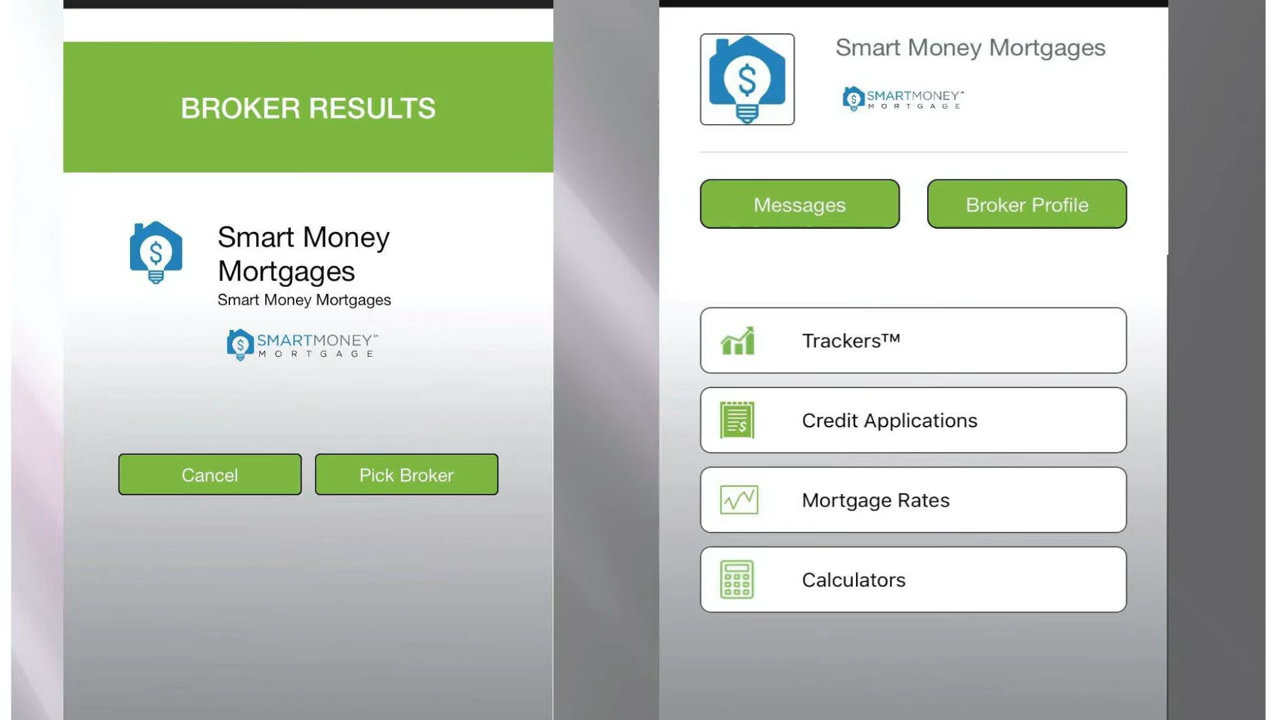 BROKER RESULTS
$
Smart Money
Mortgages
Smart Money Mortgages
$ SMARTMONEY™
MORTGAGE
Cancel
Pick Broker
$
Smart Money Mortgages
$ SMARTMONEY™
MORTGAGE
Messages
Broker Profile
Trackers™
$
Credit Applications
Mortgage Rates
Calculators